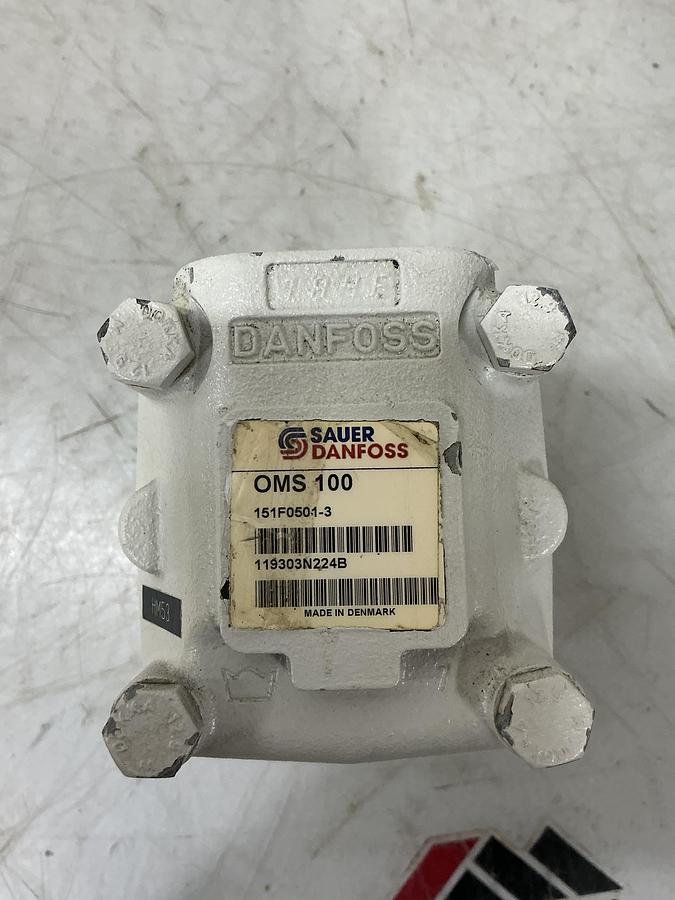 DANFOSS
SAUER
DANFOSS
OMS 100
151F0501-3
119303N224B
MADE IN DENMARK
HM53